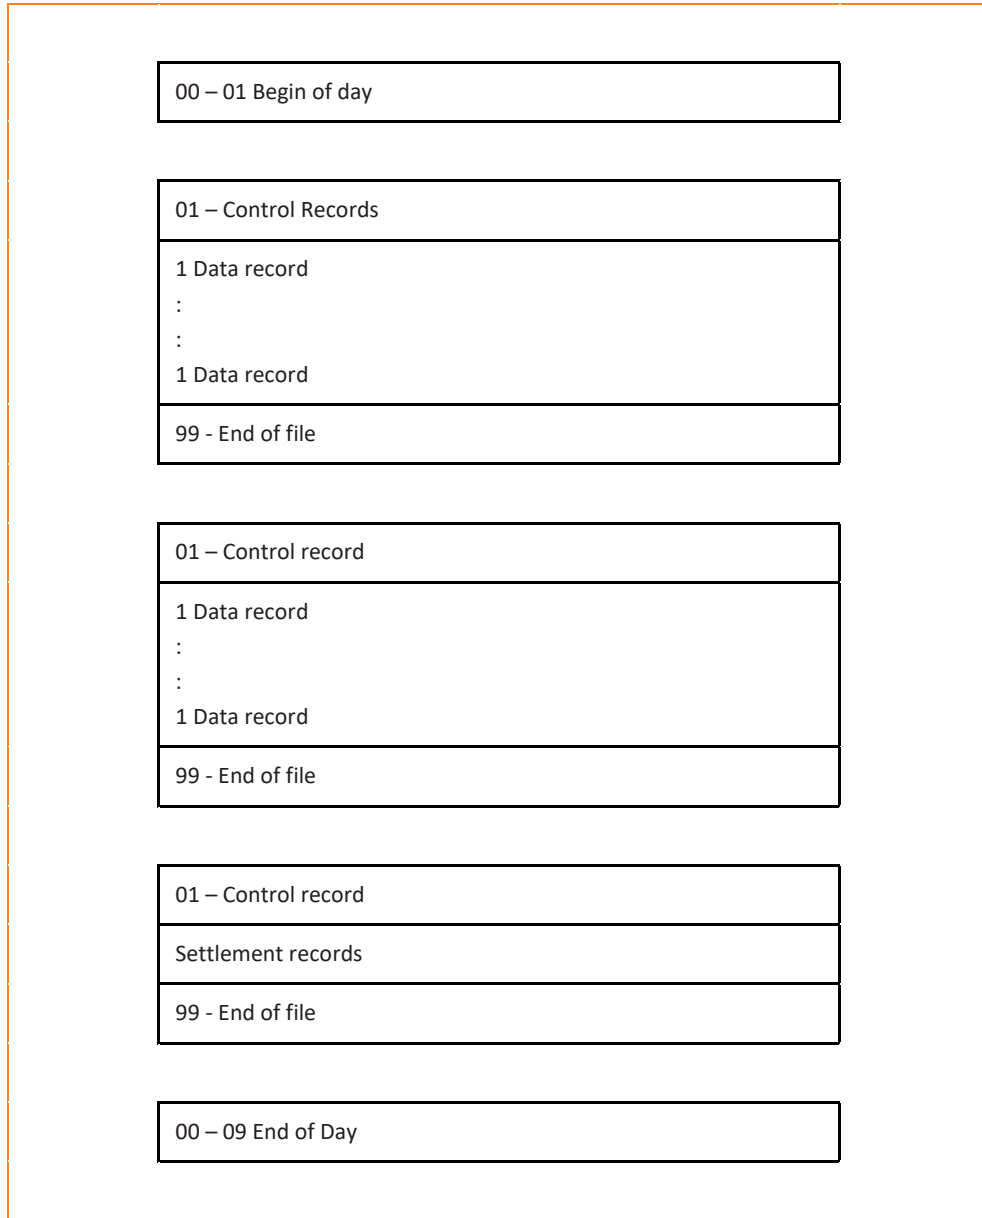 00 – 01 Begin of day
01 – Control Records
1 Data record
:
:
1 Data record
99 - End of file
01 – Control record
1 Data record
:
:
1 Data record
99 - End of file
01 – Control record
Settlement records
99 - End of file
00 – 09 End of Day